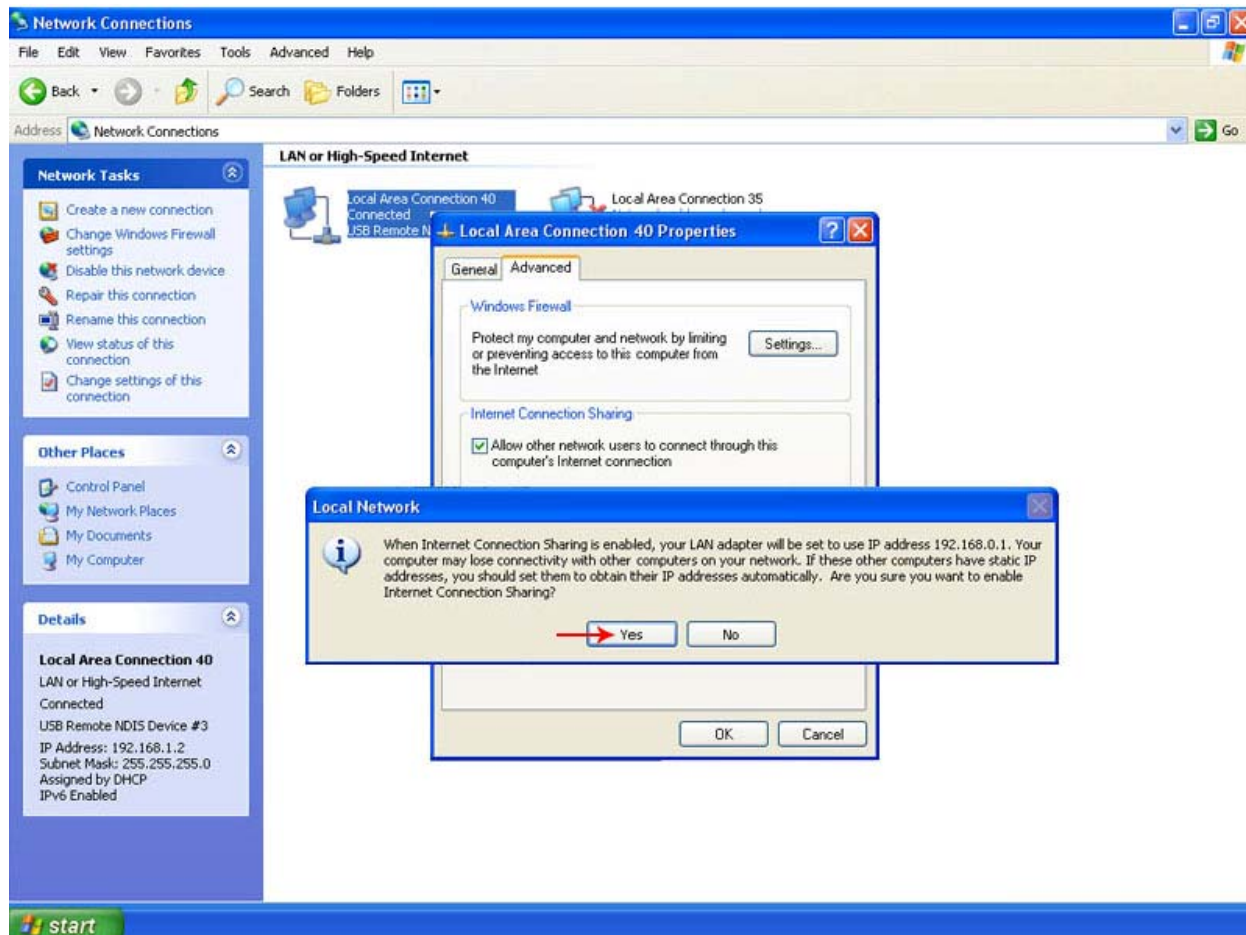 Network Connections
File Edit View Favorites Tools Advanced Help
Back Search Folders
Address Network Connections Go
Network Tasks
Create a new connection
Change Windows Firewall
settings
Disable this network device
Repair this connection
Rename this connection
View status of this
connection
Change settings of this
connection
Other Places
Control Panel
My Network Places
My Documents
My Computer
Details
Local Area Connection 40
LAN or High-Speed Internet
Connected
USB Remote NDIS Device #3
IP Address: 192.168.1.2
Subnet Mask: 255.255.255.0
Assigned by DHCP
IPv6 Enabled
LAN or High-Speed Internet
Local Area Connection 40
Connected
USB Remote N
Local Area Connection 35
Local Area Connection 40 Properties
General Advanced
Windows Firewall
Protect my computer and network by limiting
or preventing access to this computer from
the Internet
Settings...
Internet Connection Sharing
Allow other network users to connect through this
computer's Internet connection
Local Network
When Internet Connection Sharing is enabled, your LAN adapter will be set to use IP address 192.168.0.1. Your
computer may lose connectivity with other computers on your network. If these other computers have static IP
addresses, you should set them to obtain their IP addresses automatically. Are you sure you want to enable
Internet Connection Sharing?
Yes No
OK Cancel
start